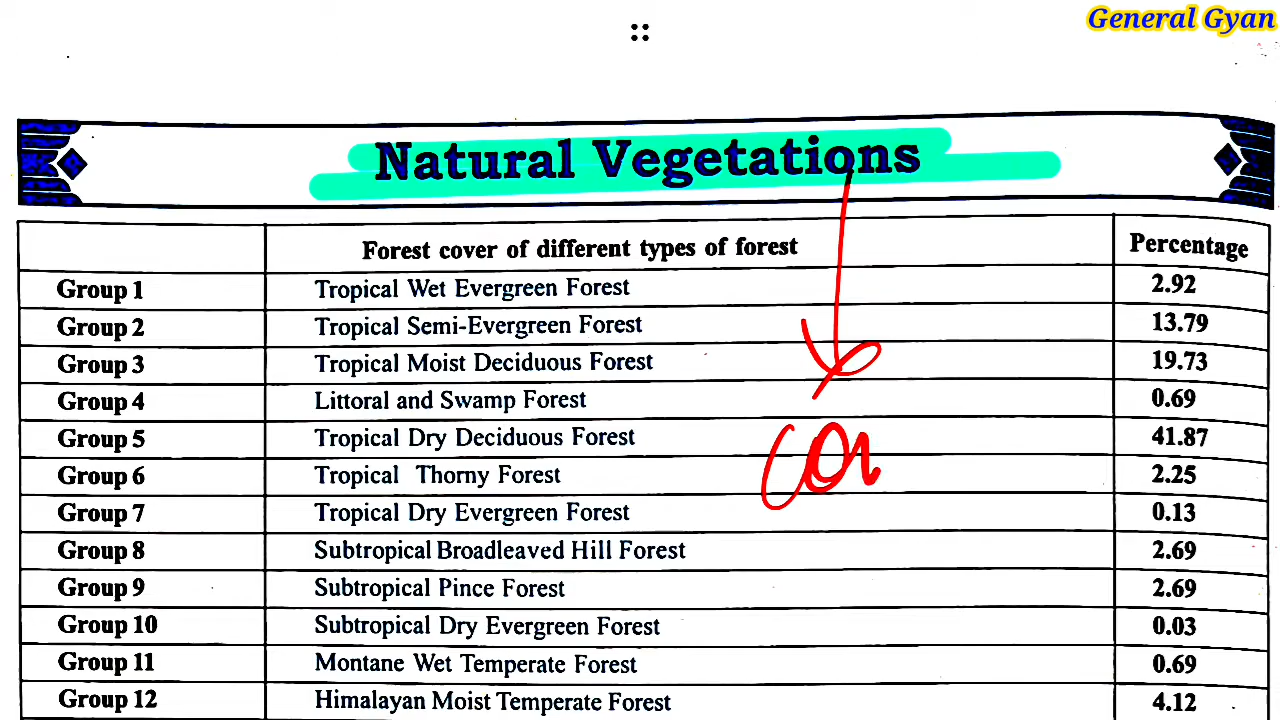 General Gyan
Natural Vegetations
Forest cover of different types of forest Percentage
Group 1 Tropical Wet Evergreen Forest 2.92
Group 2 Tropical Semi-Evergreen Forest 13.79
Group 3 Tropical Moist Deciduous Forest 19.73
Group 4 Littoral and Swamp Forest 0.69
Group 5 Tropical Dry Deciduous Forest 41.87
Group 6 Tropical Thorny Forest 2.25
Group 7 Tropical Dry Evergreen Forest 0.13
Group 8 Subtropical Broadleaved Hill Forest 2.69
Group 9 Subtropical Pince Forest 2.69
Group 10 Subtropical Dry Evergreen Forest 0.03
Group 11 Montane Wet Temperate Forest 0.69
Group 12 Himalayan Moist Temperate Forest 4.12